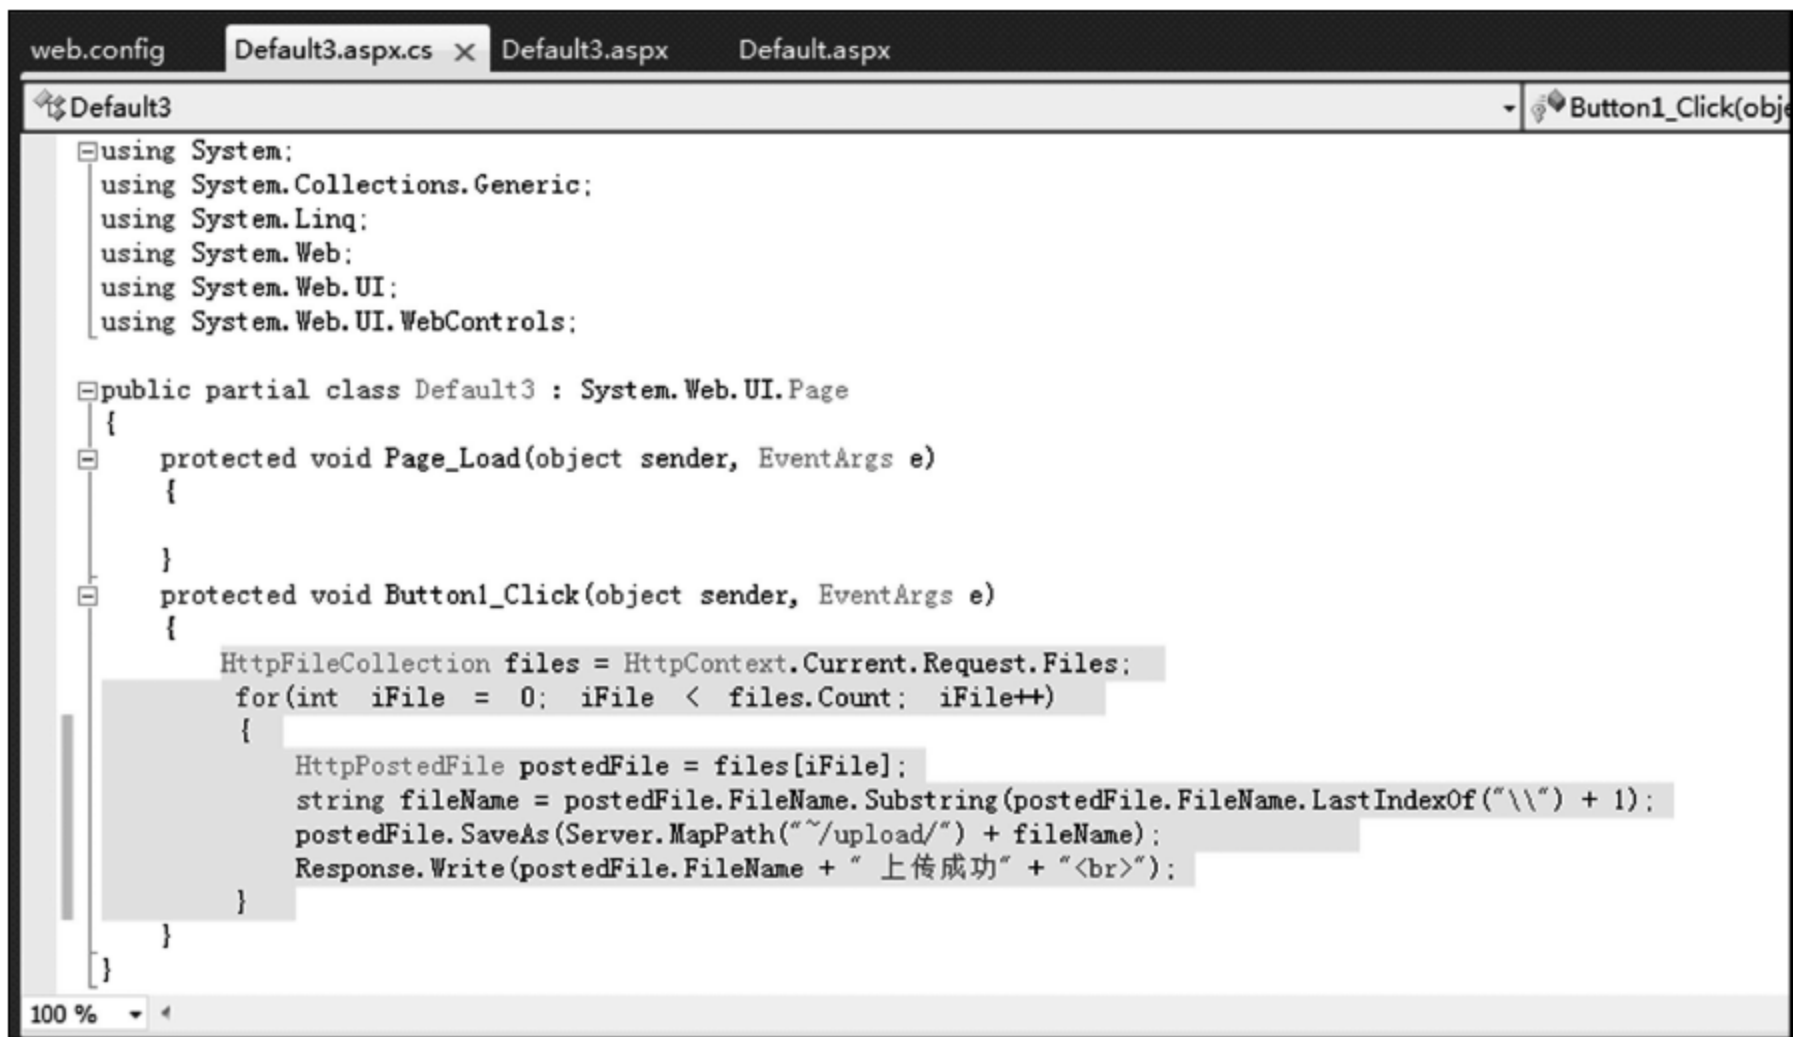 web.config Default3.aspx.cs × Default3.aspx Default.aspx
Default3 Button1_Click(obje
using System;
using System.Collections.Generic;
using System.Linq;
using System.Web;
using System.Web.UI;
using System.Web.UI.WebControls;
public partial class Default3 : System.Web.UI.Page
{
protected void Page_Load(object sender, EventArgs e)
{
}
protected void Button1_Click(object sender, EventArgs e)
{
HttpFileCollection files = HttpContext.Current.Request.Files;
for(int iFile = 0; iFile < files.Count; iFile++)
{
HttpPostedFile postedFile = files[iFile];
string fileName = postedFile.FileName.Substring(postedFile.FileName.LastIndexOf("\\") + 1);
postedFile.SaveAs(Server.MapPath("~/upload/") + fileName);
Response.Write(postedFile.FileName + " 上传成功" + "<br>");
}
}
}
100 %